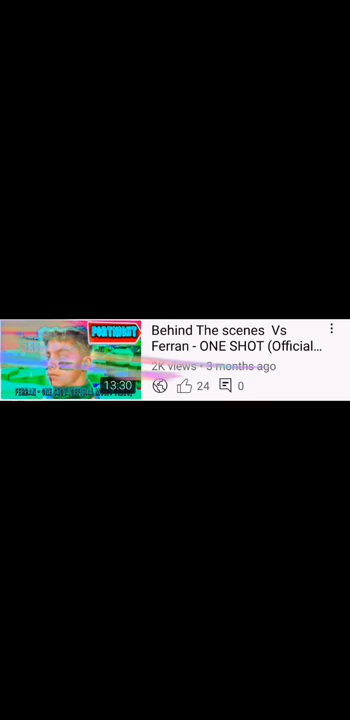 FORTNIGHT
Behind The scenes Vs
Ferran - ONE SHOT (Official...
2K views • 3 months ago
13:30
24
0